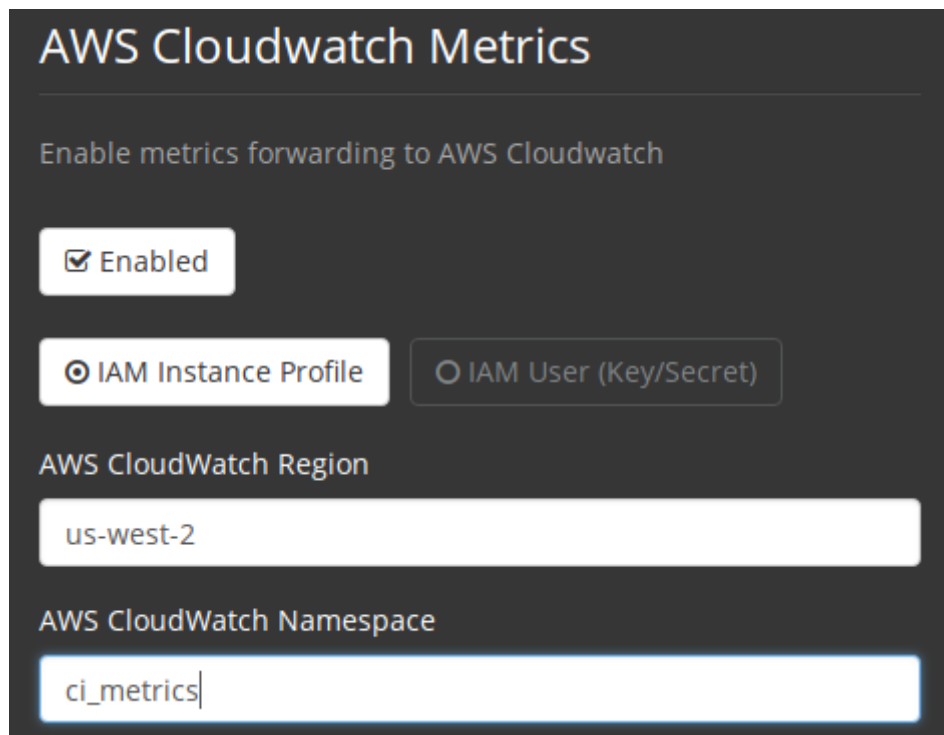 AWS Cloudwatch Metrics
Enable metrics forwarding to AWS Cloudwatch
Enabled
IAM Instance Profile IAM User (Key/Secret)
AWS CloudWatch Region
us-west-2
AWS CloudWatch Namespace
ci_metrics